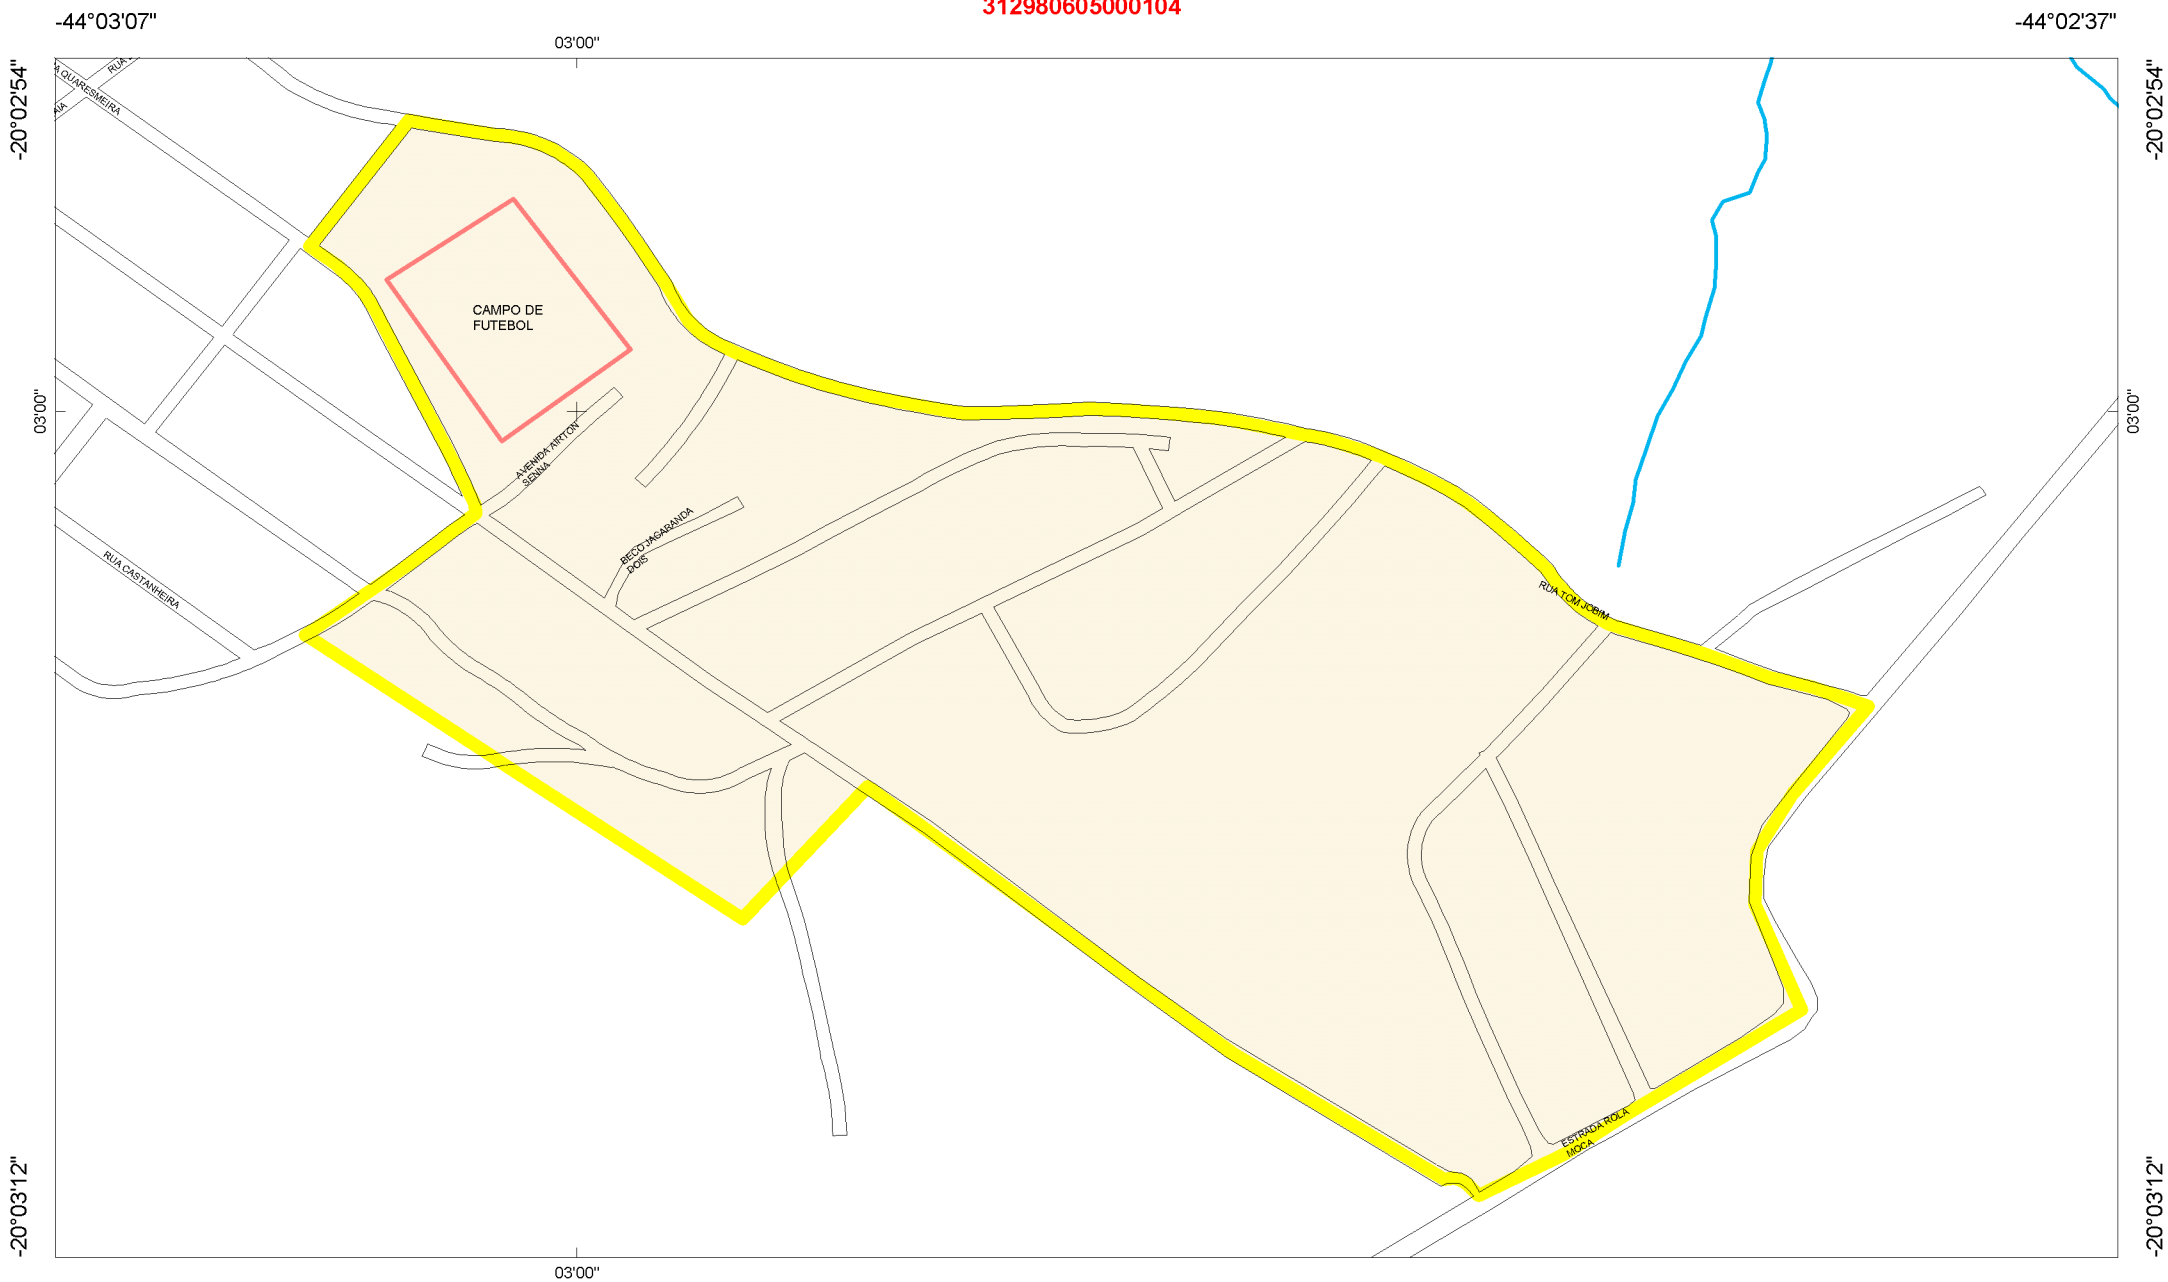 312980605000104
-44°03'07"
-44°02'37"
03'00"
-20°02'54"
-20°02'54"
RUA
A QUARESMEIRA
AIA
CAMPO DE
FUTEBOL
03'00"
03'00"
AVENIDA AIRTON
SENNA
BECO JAGARANDA
DOIS
RUA CASTANHEIRA
RUA TOM JOBIM
ESTRADA ROLA
MOCA
-20°03'12"
-20°03'12"
03'00"